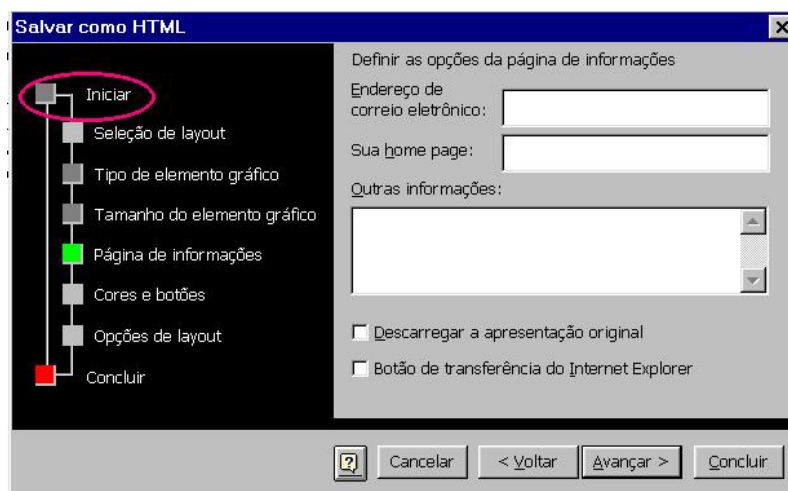 Salvar como HTML
Iniciar
Seleção de layout
Tipo de elemento gráfico
Tamanho do elemento gráfico
Página de informações
Cores e botões
Opções de layout
Concluir
Definir as opções da página de informações
Endereço de
correio eletrônico:
Sua home page:
Outras informações:
Descarregar a apresentação original
Botão de transferência do Internet Explorer
Cancelar < Voltar Avançar > Concluir